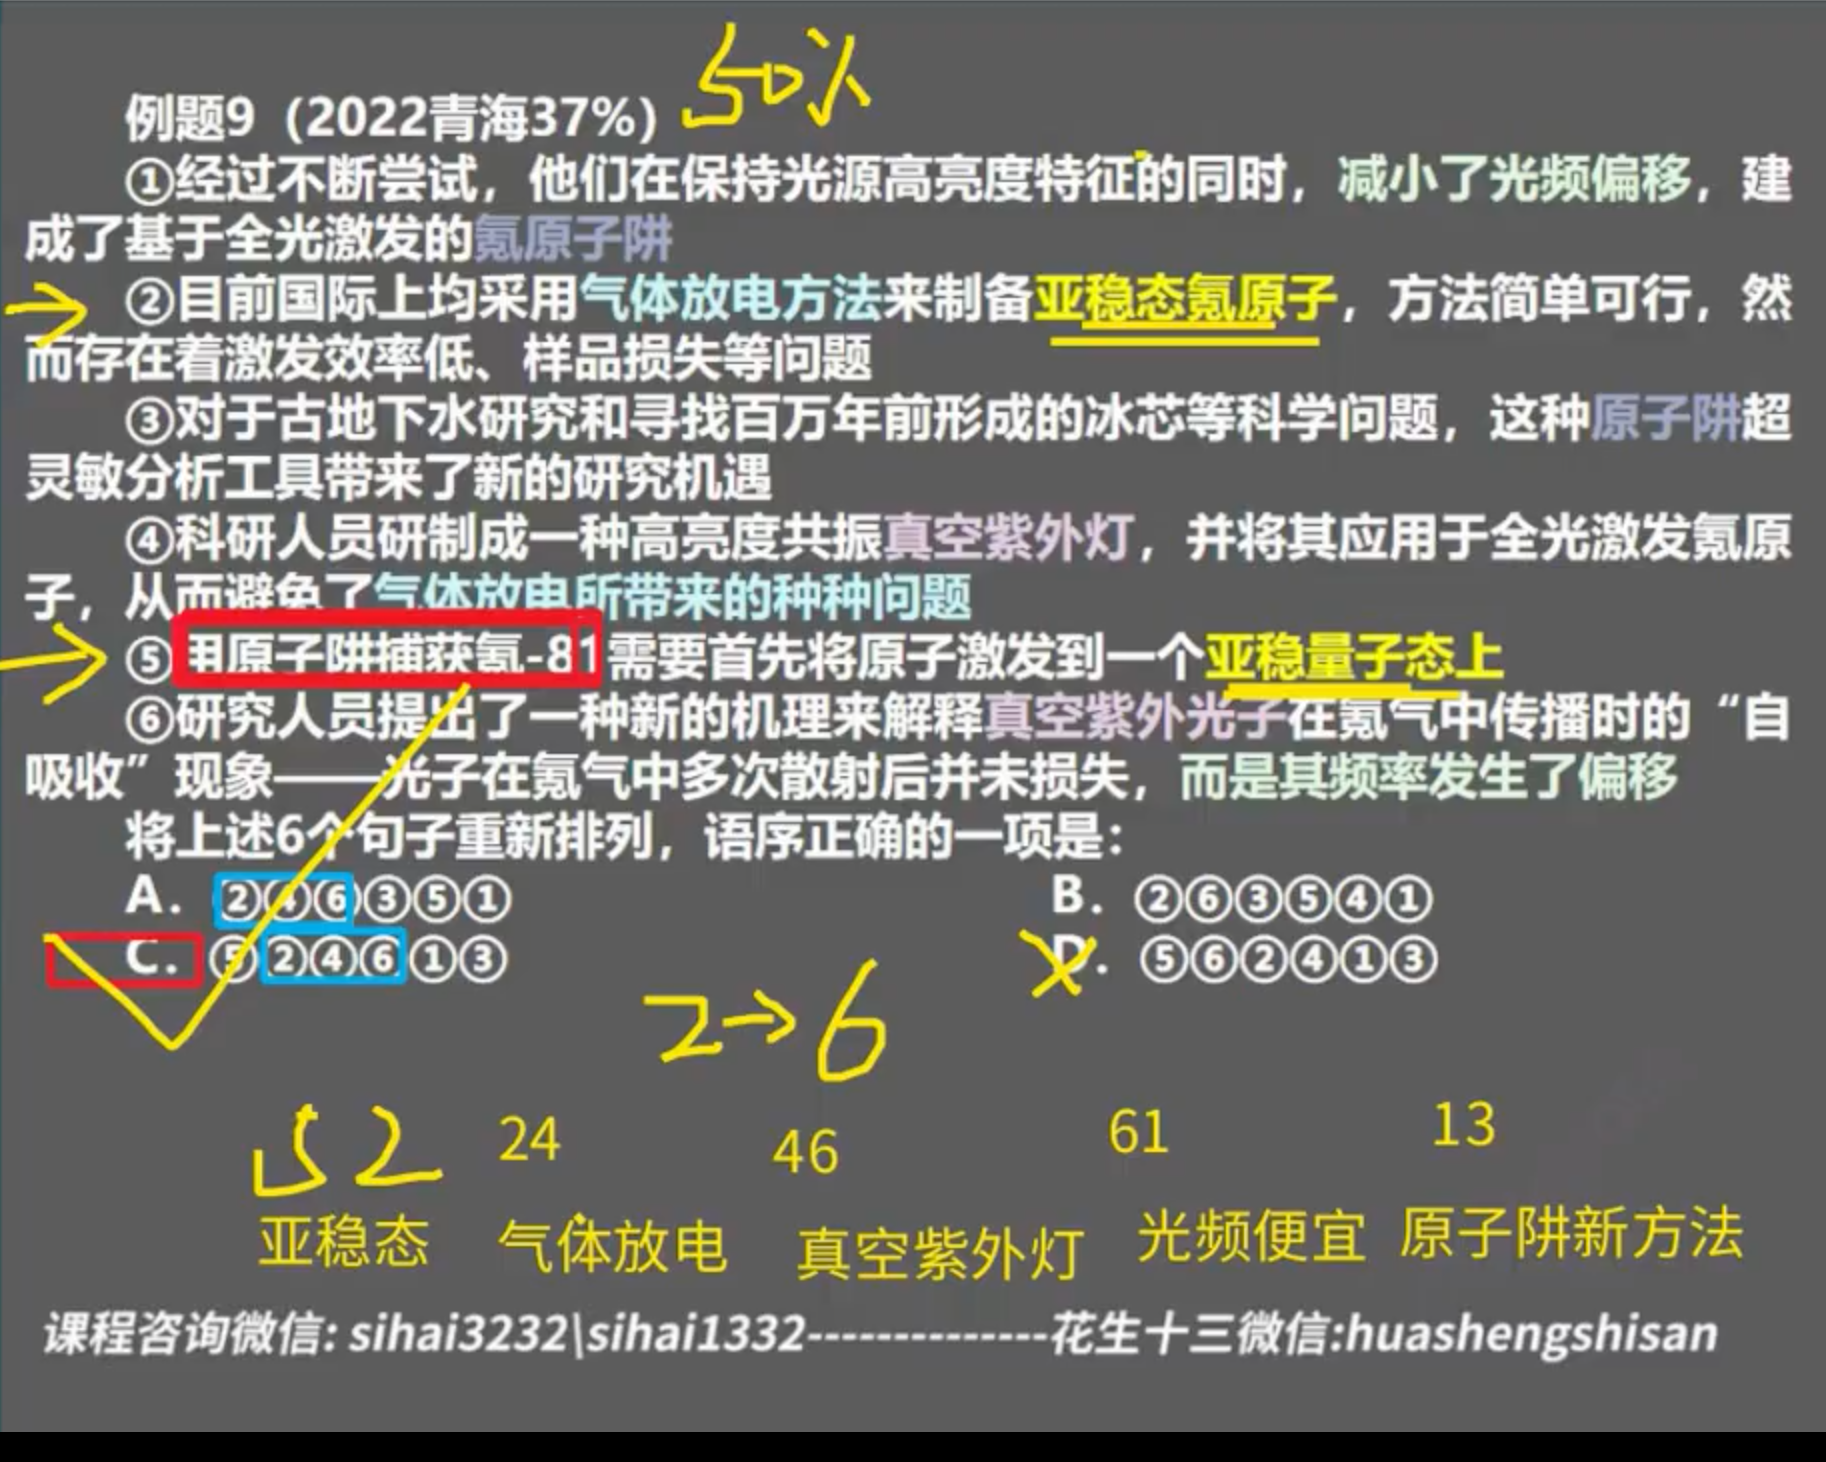 50%
例题9（2022青海37%）
①经过不断尝试，他们在保持光源高亮度特征的同时，减小了光频偏移，建
成了基于全光激发的氪原子阱
②目前国际上均采用气体放电方法来制备亚稳态氪原子，方法简单可行，然
而存在着激发效率低、样品损失等问题
③对于古地下水研究和寻找百万年前形成的冰芯等科学问题，这种原子阱超
灵敏分析工具带来了新的研究机遇
④科研人员研制成一种高亮度共振真空紫外灯，并将其应用于全光激发氪原
子，从而避免了气体放电所带来的种种问题
⑤用原子阱捕获氪-81需要首先将原子激发到一个亚稳量子态上
⑥研究人员提出了一种新的机理来解释真空紫外光子在氪气中传播时的“自
吸收”现象——光子在氪气中多次散射后并未损失，而是其频率发生了偏移
将上述6个句子重新排列，语序正确的一项是：
A. ②④⑥③⑤① B. ②⑥③⑤④①
C. ⑤②④⑥①③ D. ⑤⑥②④①③
2→6
52 24 46 61 13
亚稳态 气体放电 真空紫外灯 光频便宜 原子阱新方法
课程咨询微信: sihai3232\sihai1332--------------花生十三微信:huashengshisan